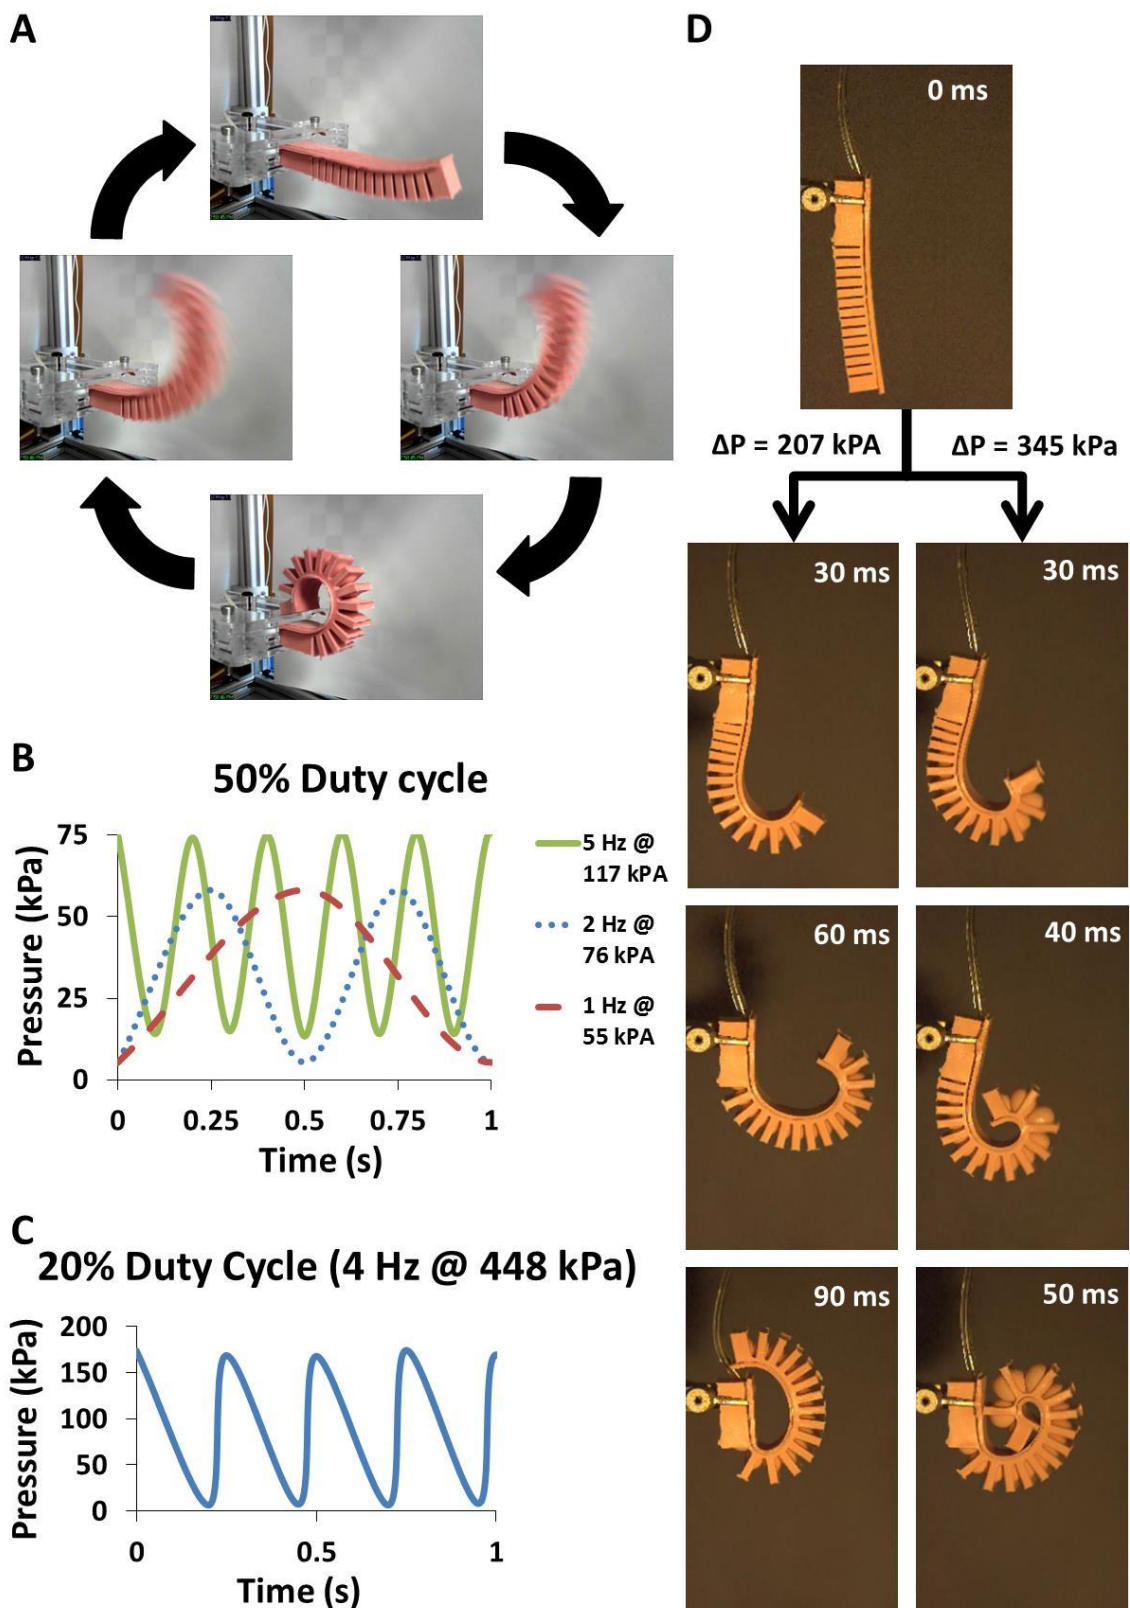 A
B
50% Duty cycle
Pressure (kPa)
75
50
25
0
0 0.25 0.5 0.75 1
Time (s)
5 Hz @
117 kPA
2 Hz @
76 kPA
1 Hz @
55 kPA
C
20% Duty Cycle (4 Hz @ 448 kPa)
Pressure (kPa)
200
150
100
50
0
0 0.5 1
Time (s)
D
0 ms
ΔP = 207 kPA ΔP = 345 kPa
30 ms 30 ms
60 ms 40 ms
90 ms 50 ms